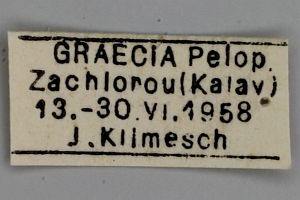 GRAECIA Pelop.
Zachlorou(Kalav)
13.-30.VI.1958
J.Klimesch